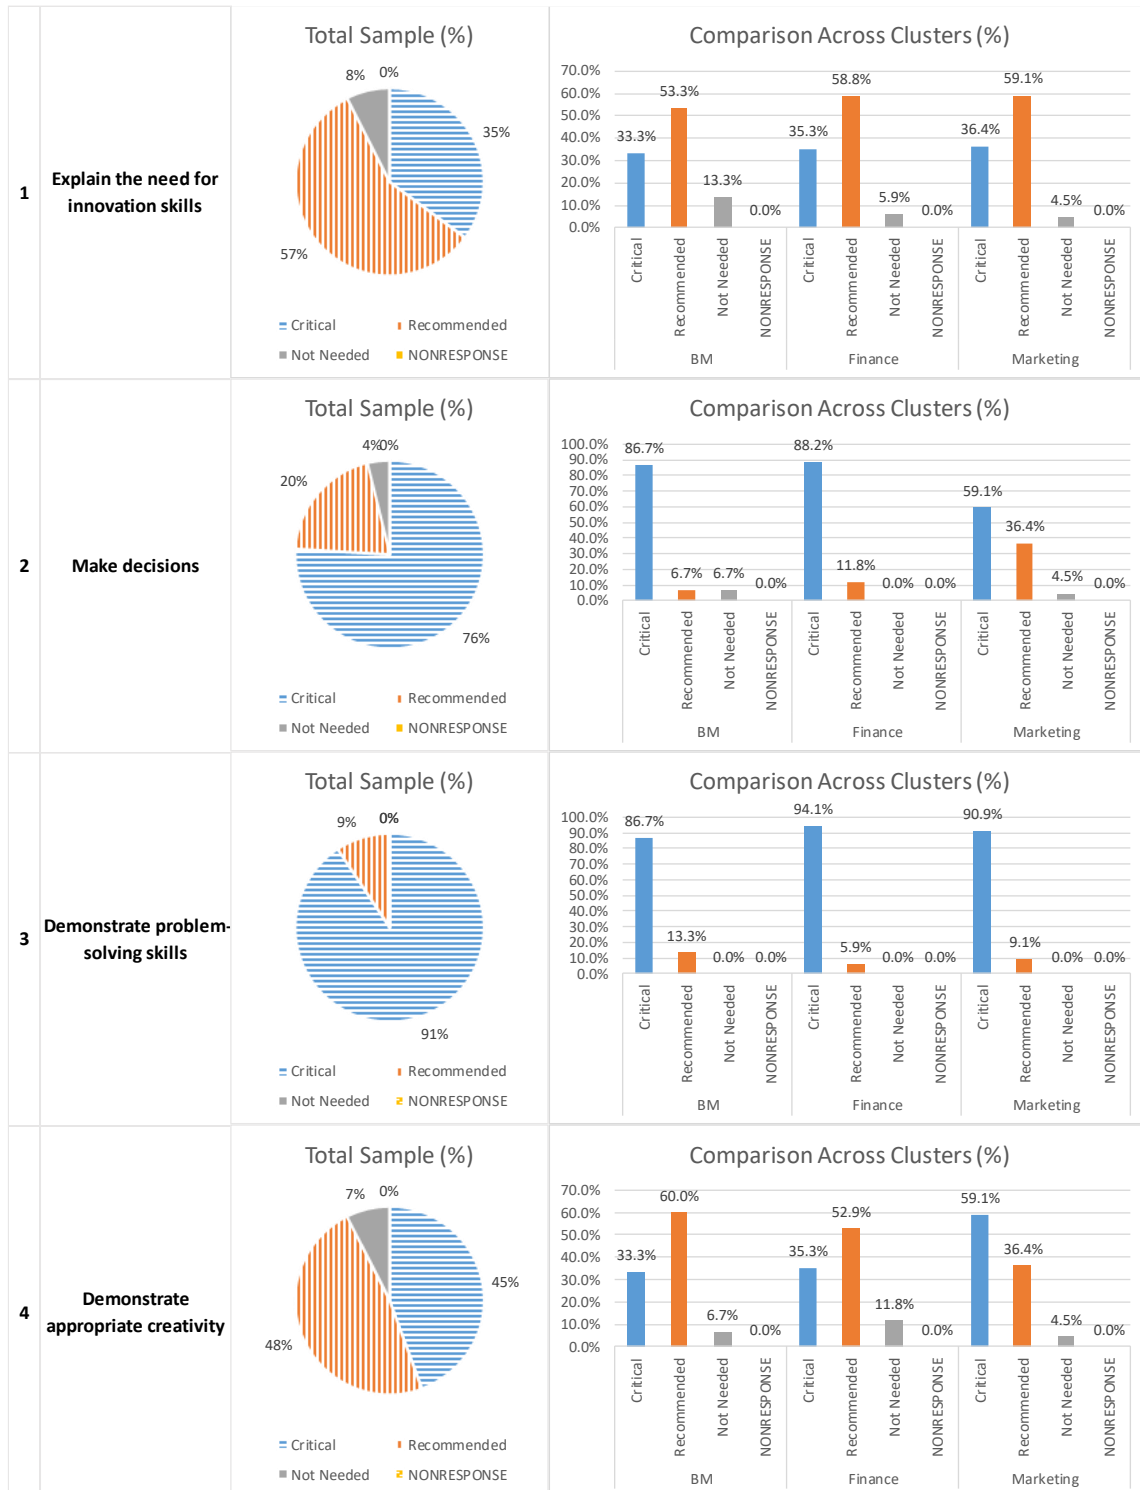 Total Sample (%)
8%
0%
35%
57%
Critical
Recommended
Not Needed
NONRESPONSE
1
Explain the need for
innovation skills
Comparison Across Clusters (%)
70.0%
60.0%
50.0%
40.0%
30.0%
20.0%
10.0%
0.0%
33.3%
53.3%
13.3%
0.0%
35.3%
58.8%
5.9%
0.0%
36.4%
59.1%
4.5%
0.0%
Critical
Recommended
Not Needed
NONRESPONSE
Critical
Recommended
Not Needed
NONRESPONSE
Critical
Recommended
Not Needed
NONRESPONSE
BM
Finance
Marketing
2
Make decisions
Total Sample (%)
4%
0%
20%
76%
Critical
Recommended
Not Needed
NONRESPONSE
Comparison Across Clusters (%)
100.0%
90.0%
80.0%
70.0%
60.0%
50.0%
40.0%
30.0%
20.0%
10.0%
0.0%
86.7%
6.7%
6.7%
0.0%
88.2%
11.8%
0.0%
0.0%
59.1%
36.4%
4.5%
0.0%
Critical
Recommended
Not Needed
NONRESPONSE
Critical
Recommended
Not Needed
NONRESPONSE
Critical
Recommended
Not Needed
NONRESPONSE
BM
Finance
Marketing
3
Demonstrate problem-
solving skills
Total Sample (%)
9%
0%
91%
Critical
Recommended
Not Needed
NONRESPONSE
Comparison Across Clusters (%)
100.0%
90.0%
80.0%
70.0%
60.0%
50.0%
40.0%
30.0%
20.0%
10.0%
0.0%
86.7%
13.3%
0.0%
0.0%
94.1%
5.9%
0.0%
0.0%
90.9%
9.1%
0.0%
0.0%
Critical
Recommended
Not Needed
NONRESPONSE
Critical
Recommended
Not Needed
NONRESPONSE
Critical
Recommended
Not Needed
NONRESPONSE
BM
Finance
Marketing
4
Demonstrate
appropriate creativity
Total Sample (%)
7%
0%
45%
48%
Critical
Recommended
Not Needed
NONRESPONSE
Comparison Across Clusters (%)
70.0%
60.0%
50.0%
40.0%
30.0%
20.0%
10.0%
0.0%
33.3%
60.0%
6.7%
0.0%
35.3%
52.9%
11.8%
0.0%
59.1%
36.4%
4.5%
0.0%
Critical
Recommended
Not Needed
NONRESPONSE
Critical
Recommended
Not Needed
NONRESPONSE
Critical
Recommended
Not Needed
NONRESPONSE
BM
Finance
Marketing